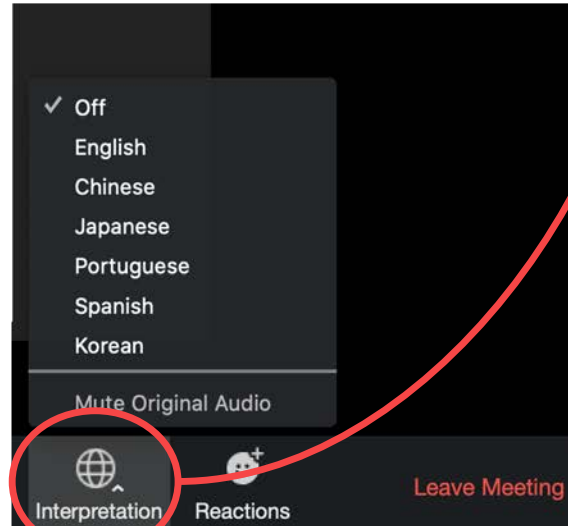 Off
English
Chinese
Japanese
Portuguese
Spanish
Korean
Mute Original Audio
Interpretation Reactions Leave Meeting